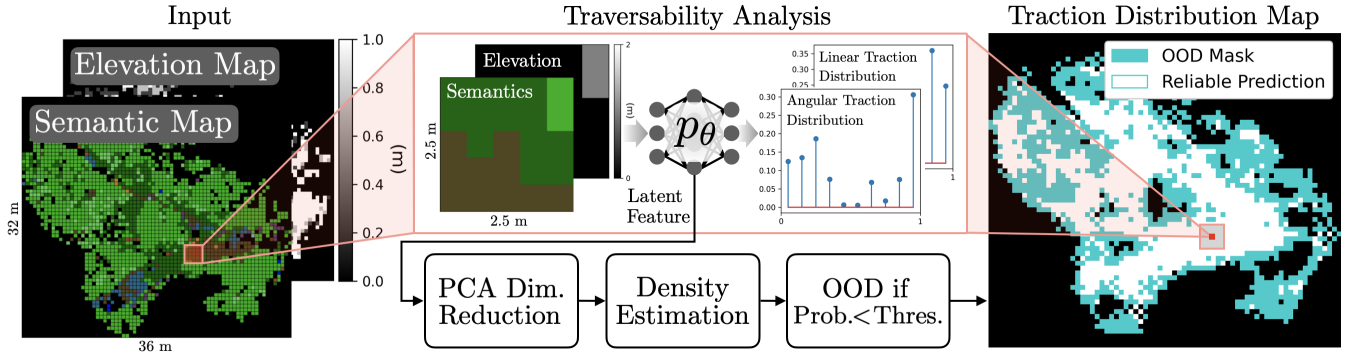 Input
Traversability Analysis
Traction Distribution Map
Elevation Map
Semantic Map
1.0
0.8
0.6
0.4
0.2
0.0
(m)
32 m
36 m
Elevation
Semantics
2
(m)
0
2.5 m
2.5 m
pθ
Latent
Feature
Linear Traction
Distribution
0.35
0.30
0.25
1
Angular Traction
Distribution
0.30
0.25
0.20
0.15
0.10
0.05
0.00
0
1
OOD Mask
Reliable Prediction
PCA Dim.
Reduction
Density
Estimation
OOD if
Prob.<Thres.